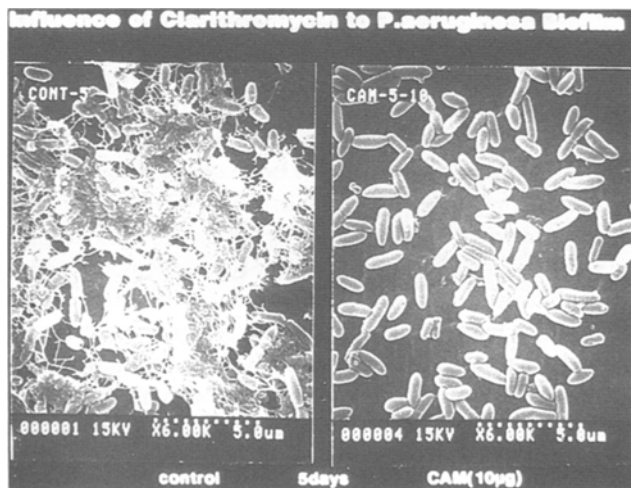 Influence of Clarithromycin to P.aeruginosa Biofilm
CONT-5
CAM-5-10
000001 15KV X6.00K 5.0um
000004 15KV X6.00K 5.0um
control 5days CAM(10µg)